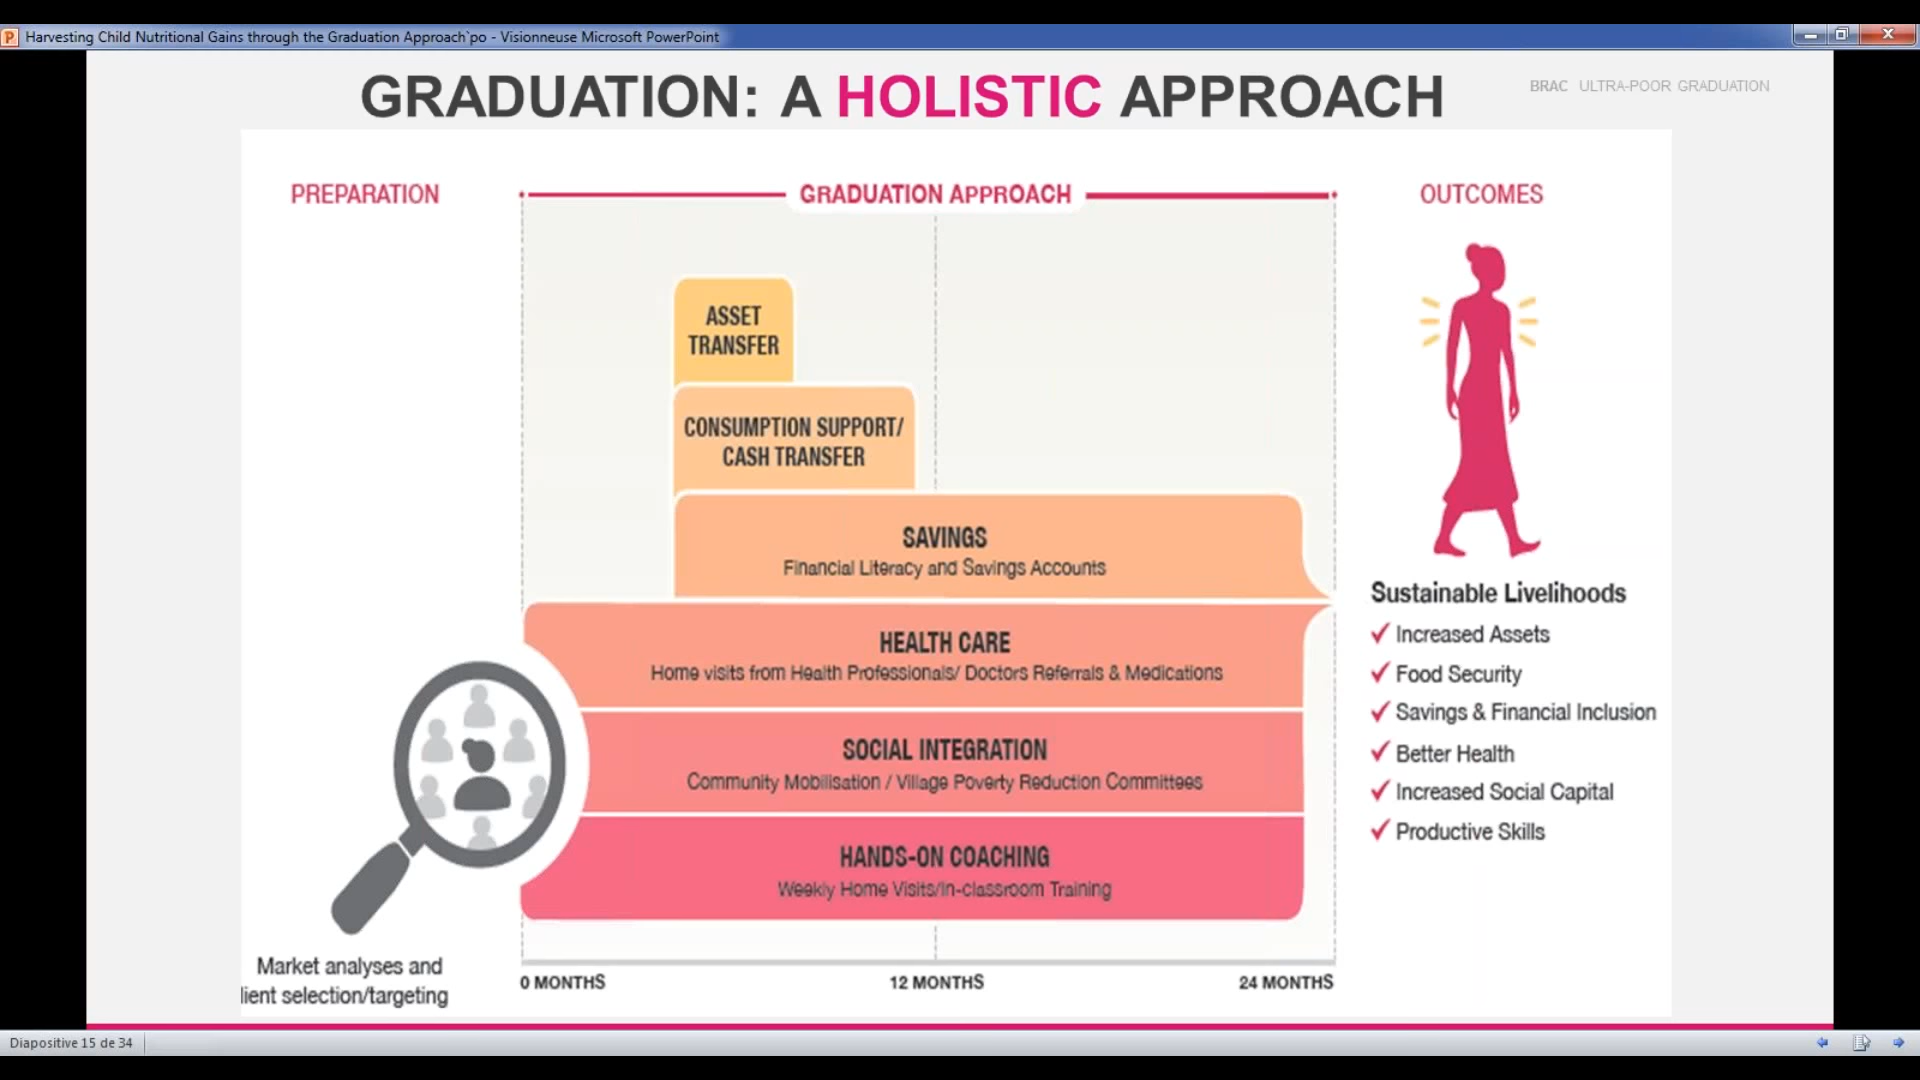 Harvesting Child Nutritional Gains through the Graduation Approach`po - Visionneuse Microsoft PowerPoint
GRADUATION: A HOLISTIC APPROACH
BRAC ULTRA-POOR GRADUATION
PREPARATION
GRADUATION APPROACH
OUTCOMES
ASSET
TRANSFER
CONSUMPTION SUPPORT/
CASH TRANSFER
SAVINGS
Financial Literacy and Savings Accounts
HEALTH CARE
Home visits from Health Professionals/ Doctors Referrals & Medications
SOCIAL INTEGRATION
Community Mobilisation / Village Poverty Reduction Committees
HANDS-ON COACHING
Weekly Home Visits/In-classroom Training
Market analyses and
lient selection/targeting
0 MONTHS
12 MONTHS
24 MONTHS
Sustainable Livelihoods
✓ Increased Assets
✓ Food Security
✓ Savings & Financial Inclusion
✓ Better Health
✓ Increased Social Capital
✓ Productive Skills
Diapositive 15 de 34